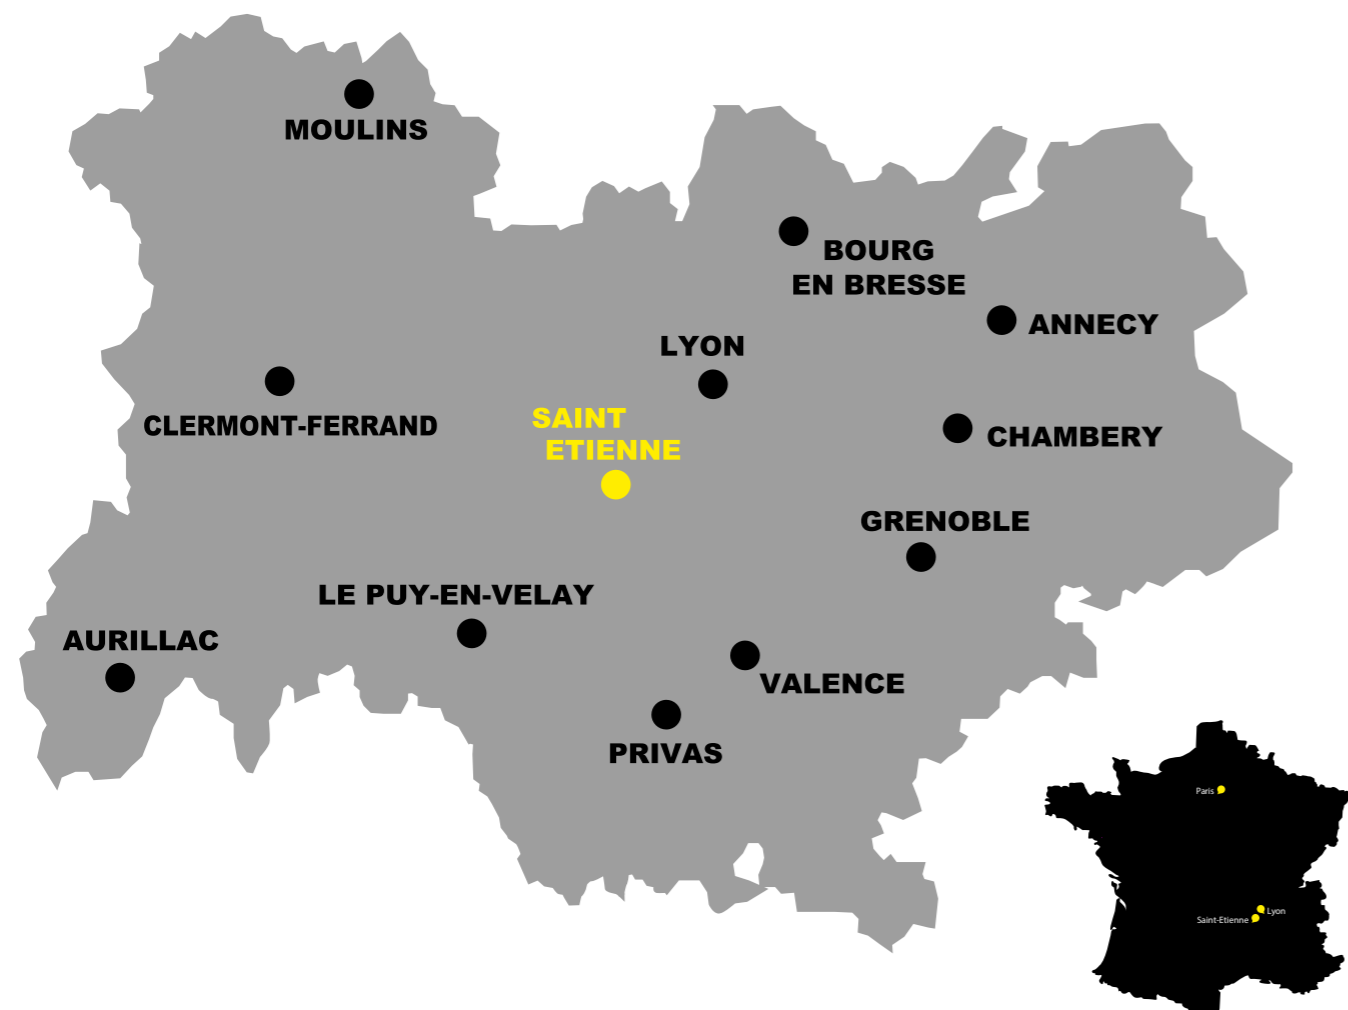 MOULINS
BOURG
EN BRESSE
ANNECY
LYON
CLERMONT-FERRAND
SAINT
ETIENNE
CHAMBERY
GRENOBLE
LE PUY-EN-VELAY
AURILLAC
VALENCE
PRIVAS
Paris
Lyon
Saint-Etienne